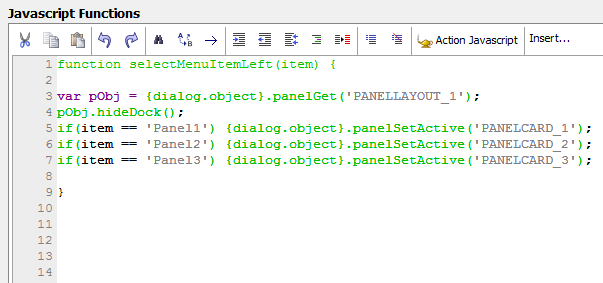 Javascript Functions
Action Javascript Insert...
1 function selectMenuItemLeft(item) {
2
3 var pObj = {dialog.object}.panelGet('PANELLAYOUT_1');
4 pObj.hideDock();
5 if(item == 'Panel1') {dialog.object}.panelSetActive('PANELCARD_1');
6 if(item == 'Panel2') {dialog.object}.panelSetActive('PANELCARD_2');
7 if(item == 'Panel3') {dialog.object}.panelSetActive('PANELCARD_3');
8
9 }
10
11
12
13
14